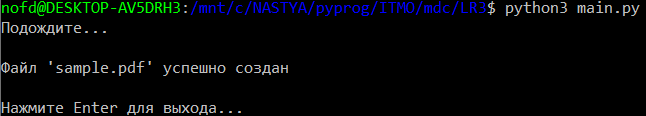 nofd@DESKTOP-AV5DRH3:/mnt/c/NASTYA/pyprog/ITMO/mdc/LR3$ python3 main.py
Подождите...
Файл 'sample.pdf' успешно создан
Нажмите Enter для выхода...